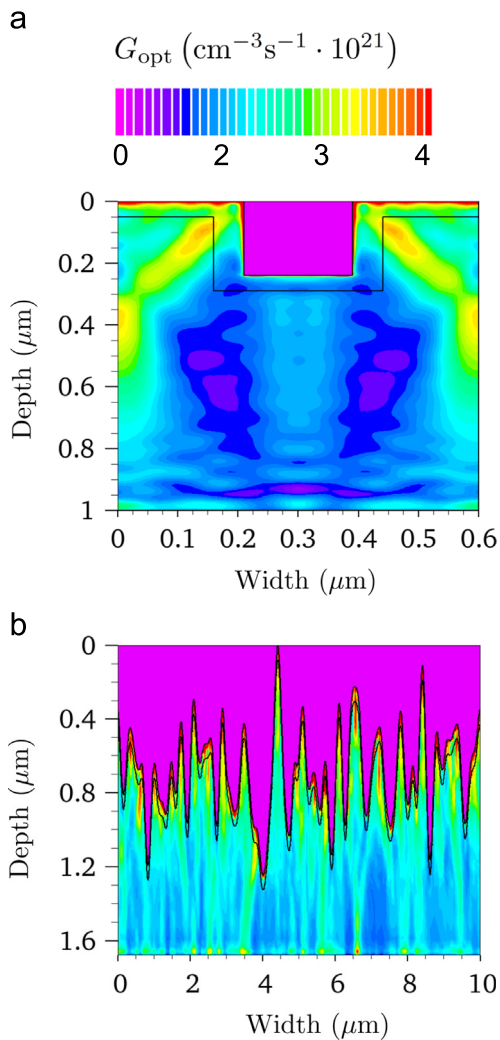 a
G_opt (cm⁻³s⁻¹ · 10²¹)
0 2 3 4
0
0.2
0.4
0.6
0.8
1
Depth (μm)
0 0.1 0.2 0.3 0.4 0.5 0.6
Width (μm)
b
0
0.4
0.8
1.2
1.6
Depth (μm)
0 2 4 6 8 10
Width (μm)